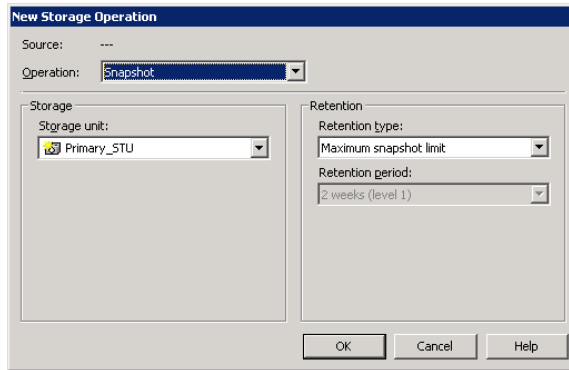 New Storage Operation
Source: ---
Operation: Snapshot
Storage
Storage unit:
Primary_STU
Retention
Retention type:
Maximum snapshot limit
Retention period:
2 weeks (level 1)
OK Cancel Help